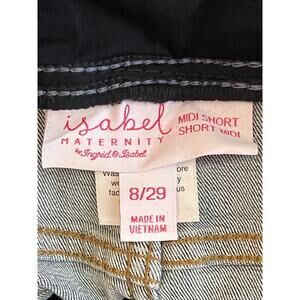 isabel
MATERNITY
by Ingrid & Isabel
MIDI SHORT
SHORT MIDI
8/29
MADE IN
VIETNAM